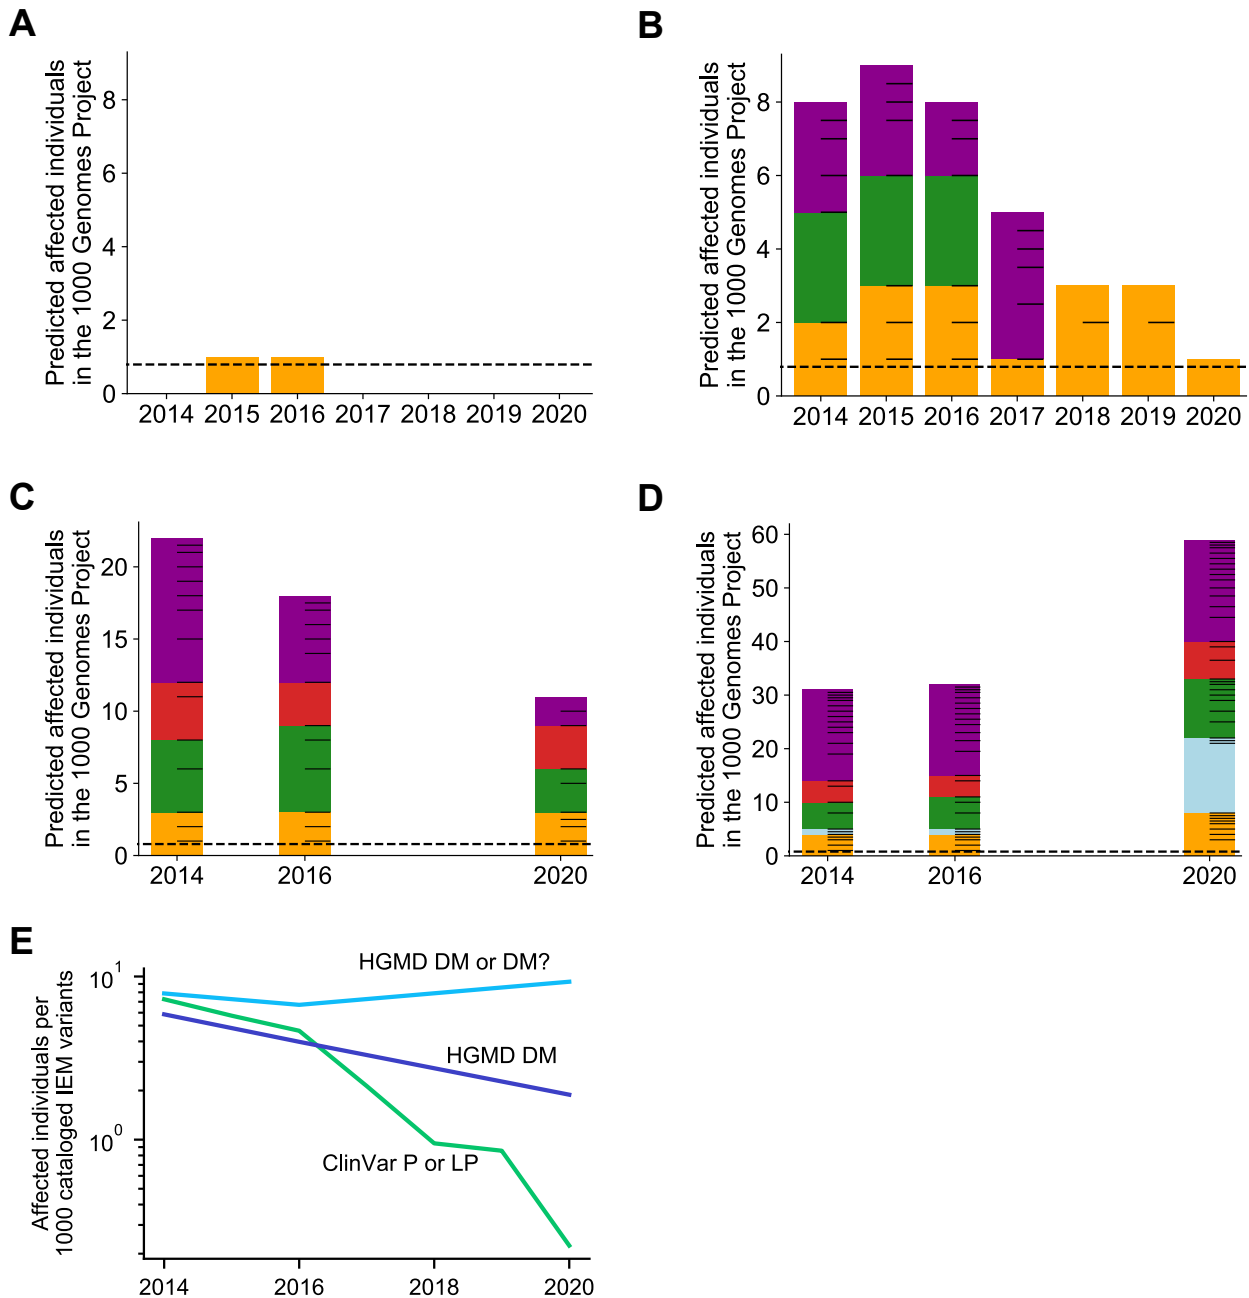 A
Predicted affected individuals
in the 1000 Genomes Project
8
6
4
2
0
2014 2015 2016 2017 2018 2019 2020
B
Predicted affected individuals
in the 1000 Genomes Project
8
6
4
2
0
2014 2015 2016 2017 2018 2019 2020
C
Predicted affected individuals
in the 1000 Genomes Project
20
15
10
5
0
2014 2016 2020
D
Predicted affected individuals
in the 1000 Genomes Project
60
50
40
30
20
10
0
2014 2016 2020
E
Affected individuals per
1000 cataloged IEM variants
10^1
10^0
HGMD DM or DM?
HGMD DM
ClinVar P or LP
2014 2016 2018 2020